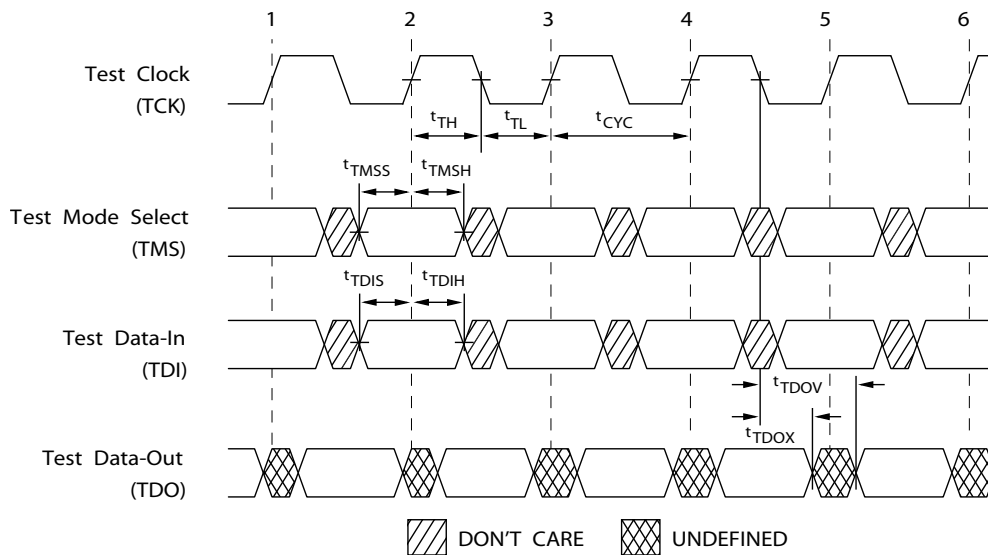 1 2 3 4 5 6
Test Clock
(TCK)
tTH tTL tCYC
tTMSS tTMSH
Test Mode Select
(TMS)
tTDIS tTDIH
Test Data-In
(TDI)
tTDOV
tTDOX
Test Data-Out
(TDO)
DON'T CARE UNDEFINED